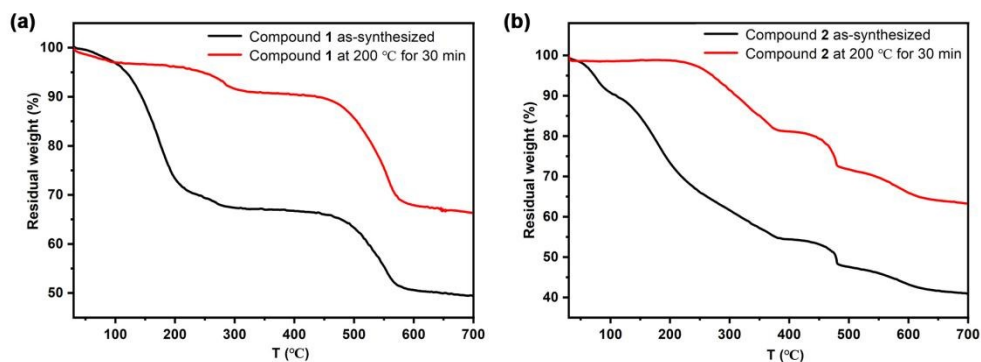 (a)
Compound 1 as-synthesized
Compound 1 at 200 ℃ for 30 min
Residual weight (%)
100
90
80
70
60
50
100
200
300
400
500
600
700
T (℃)
(b)
Compound 2 as-synthesized
Compound 2 at 200 ℃ for 30 min
Residual weight (%)
100
90
80
70
60
50
40
100
200
300
400
500
600
700
T (℃)